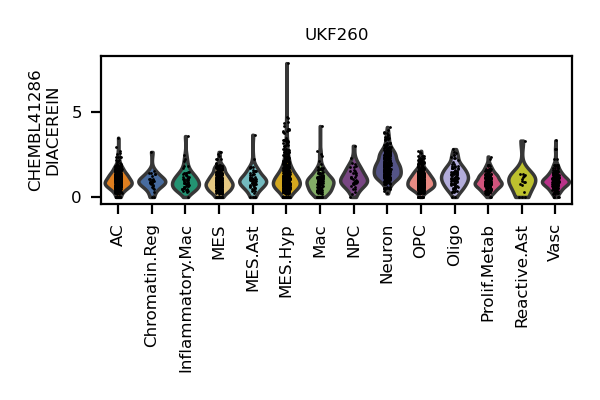 UKF260
CHEMBL41286
DIACEREIN
5
0
AC
Chromatin.Reg
Inflammatory.Mac
MES
MES.Ast
MES.Hyp
Mac
NPC
Neuron
OPC
Oligo
Prolif.Metab
Reactive.Ast
Vasc